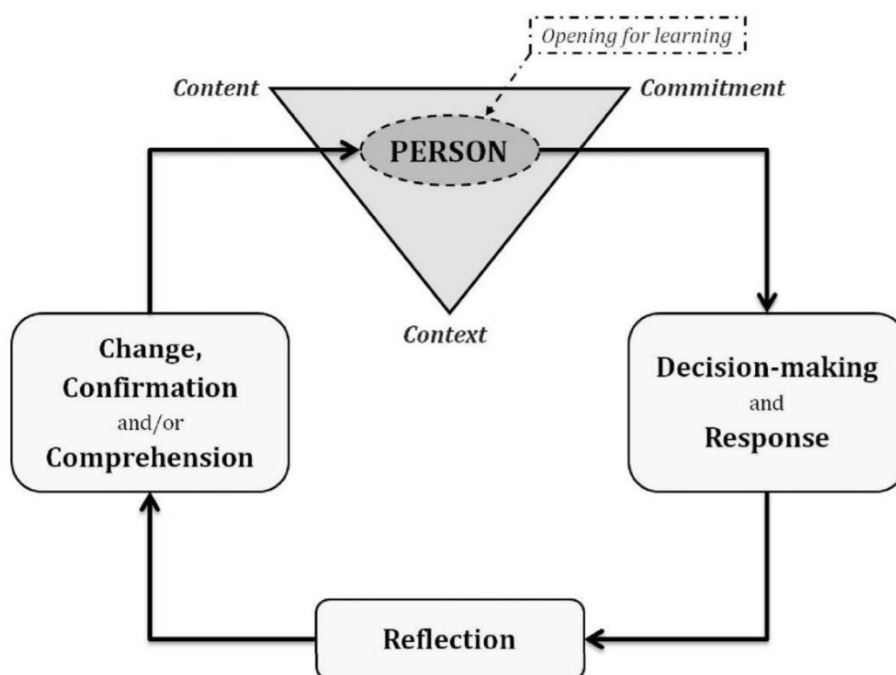 Opening for learning
Content
Commitment
PERSON
Context
Change,
Confirmation
and/or
Comprehension
Decision-making
and
Response
Reflection